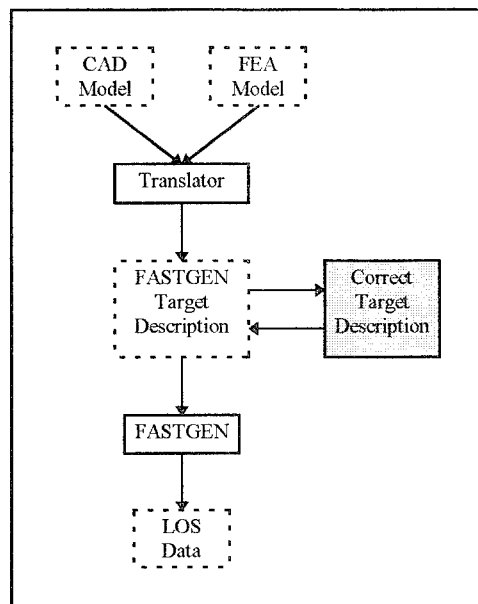 CAD
Model
FEA
Model
Translator
FASTGEN
Target
Description
Correct
Target
Description
FASTGEN
LOS
Data